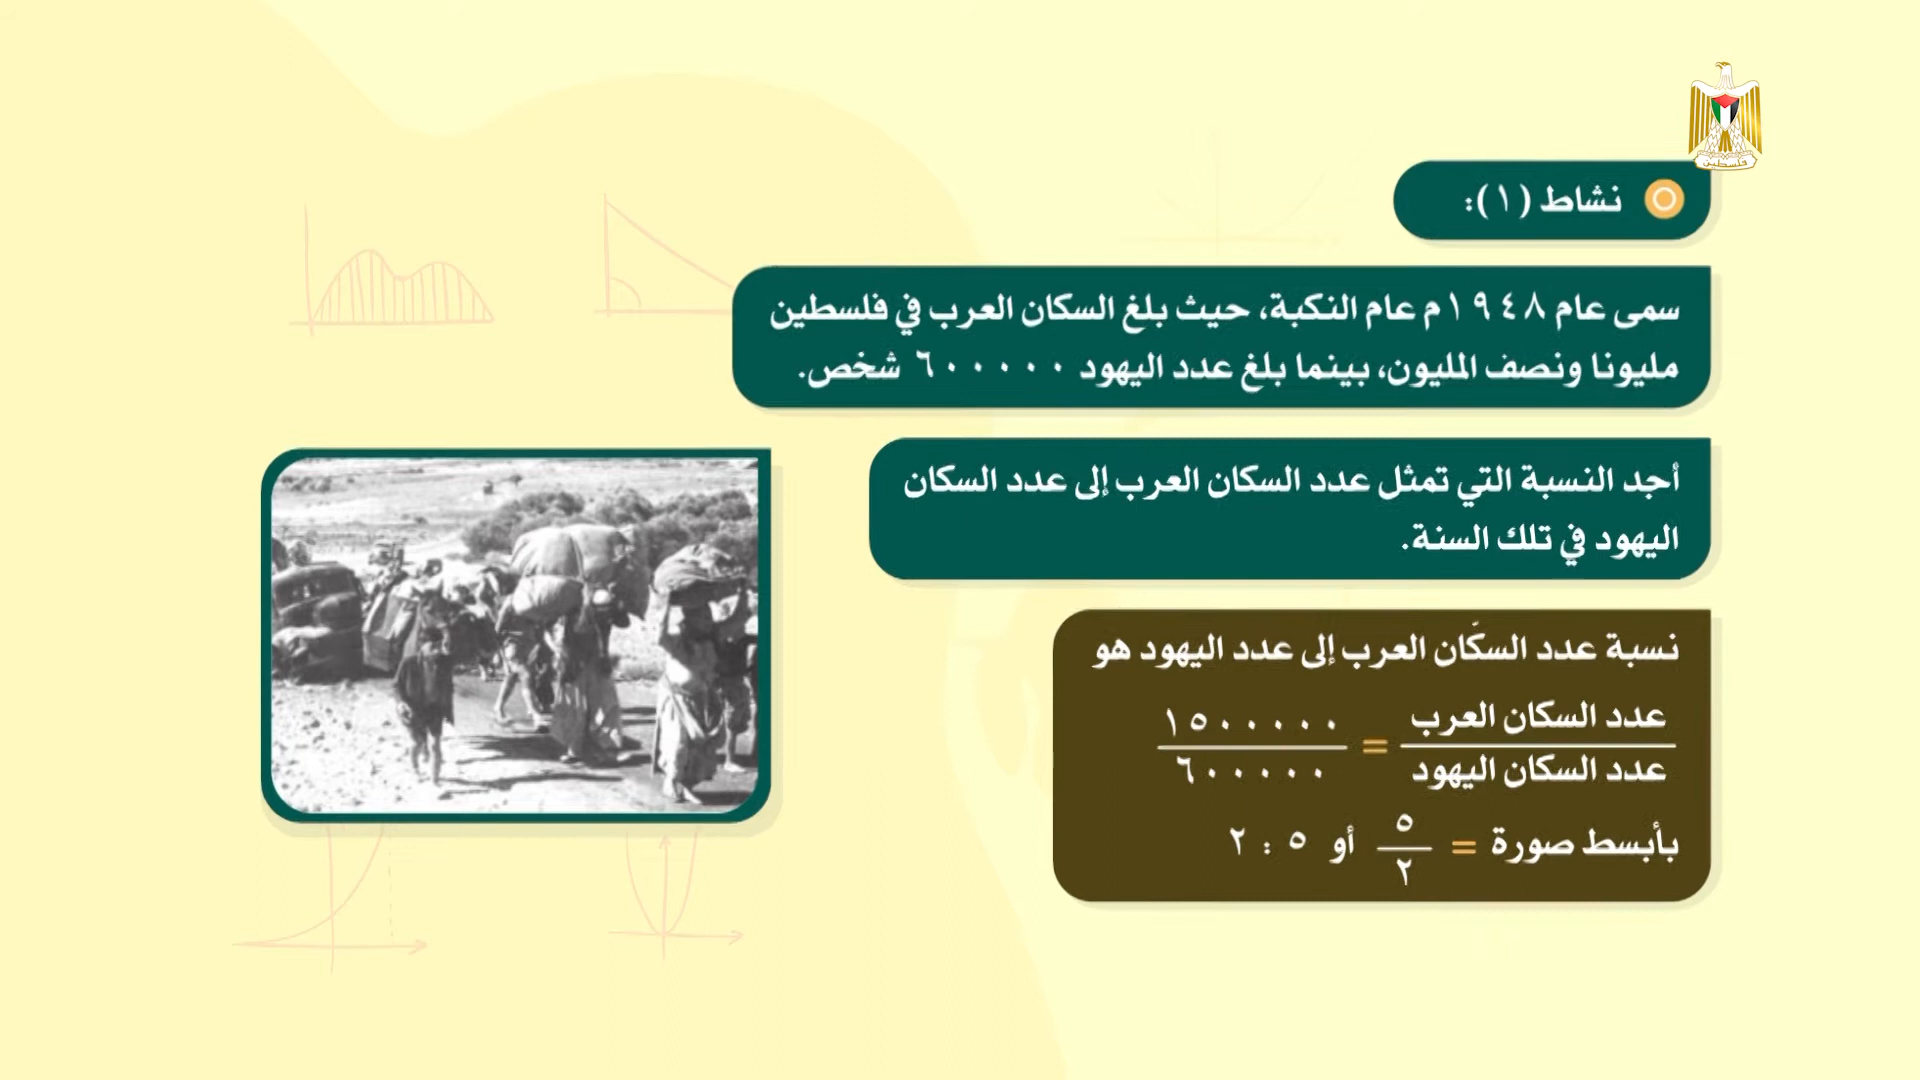 فلسطين
نشاط (١):
سمى عام ١٩٤٨م عام النكبة، حيث بلغ السكان العرب في فلسطين
مليونا ونصف المليون، بينما بلغ عدد اليهود ٦٠٠٠٠٠ شخص.
أجد النسبة التي تمثل عدد السكان العرب إلى عدد السكان
اليهود في تلك السنة.
نسبة عدد السكّان العرب إلى عدد اليهود هو
عدد السكان العرب / عدد السكان اليهود = ١٥٠٠٠٠٠ / ٦٠٠٠٠٠
بأبسط صورة = ٥ / ٢ أو ٥ : ٢